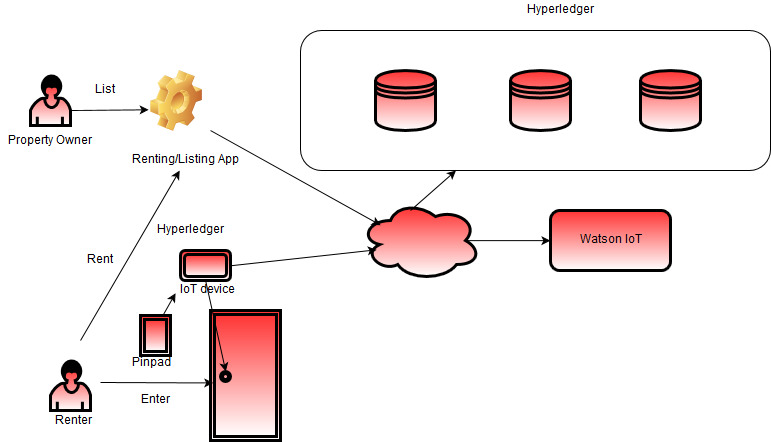 Hyperledger
List
Property Owner
Renting/Listing App
Hyperledger
Watson IoT
Rent
IoT device
Pinpad
Enter
Renter